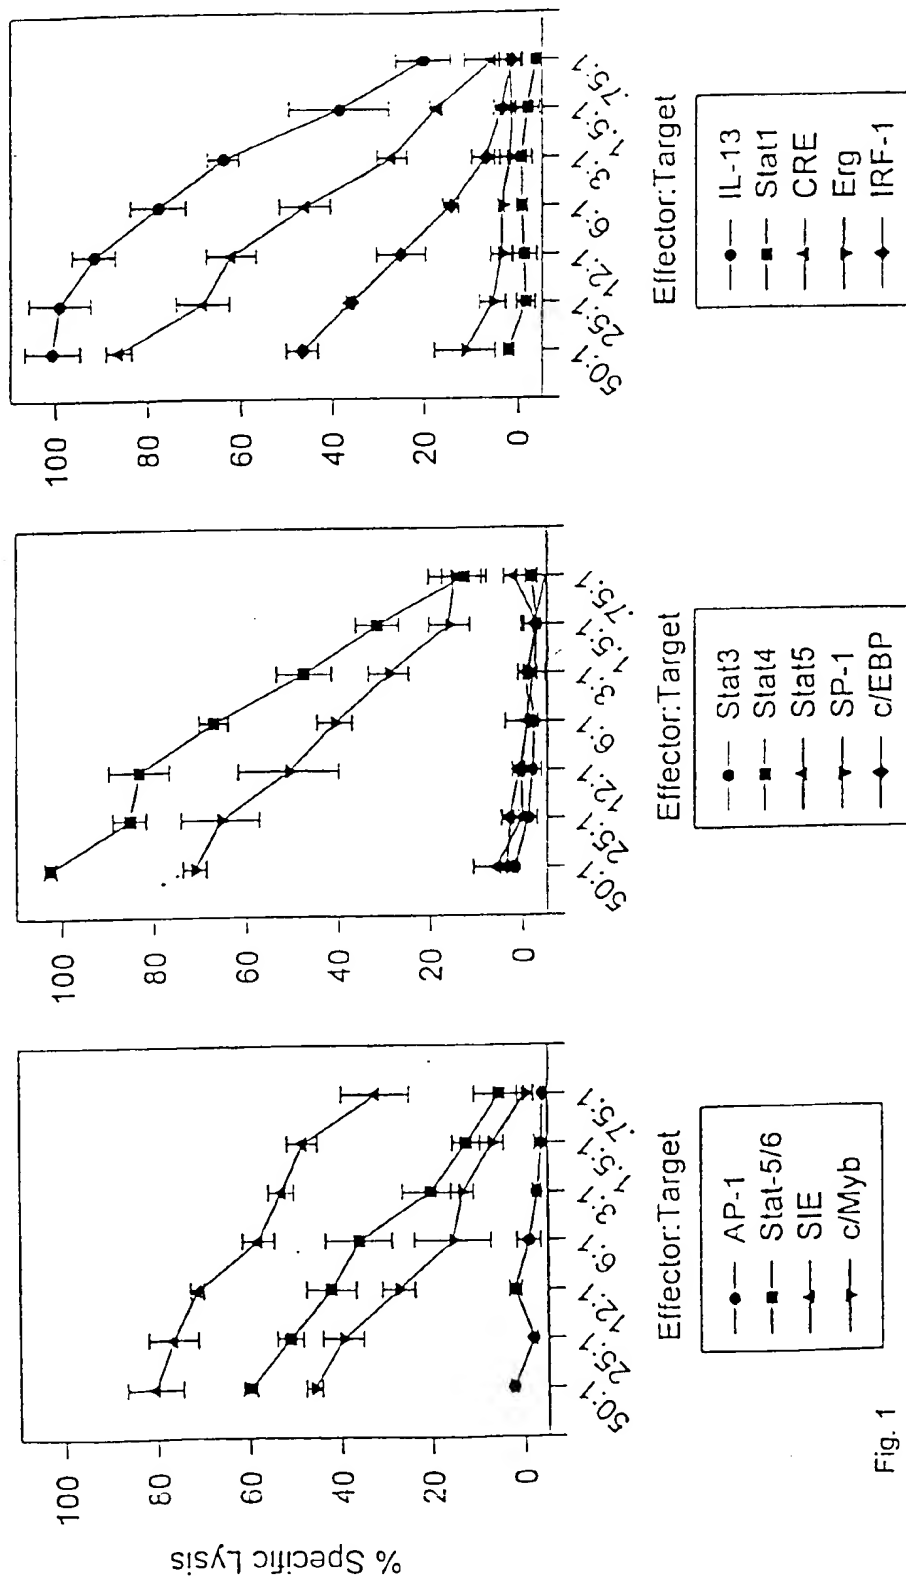 % Specific Lysis
100
80
60
40
20
0
50:1
25:1
12:1
6:1
3:1
1.5:1
.75:1
Effector:Target
AP-1
Stat-5/6
SIE
c/Myb
100
80
60
40
20
0
50:1
25:1
12:1
6:1
3:1
1.5:1
.75:1
Effector:Target
Stat3
Stat4
Stat5
SP-1
c/EBP
100
80
60
40
20
0
50:1
25:1
12:1
6:1
3:1
1.5:1
.75:1
Effector:Target
IL-13
Stat1
CRE
Erg
IRF-1
Fig. 1